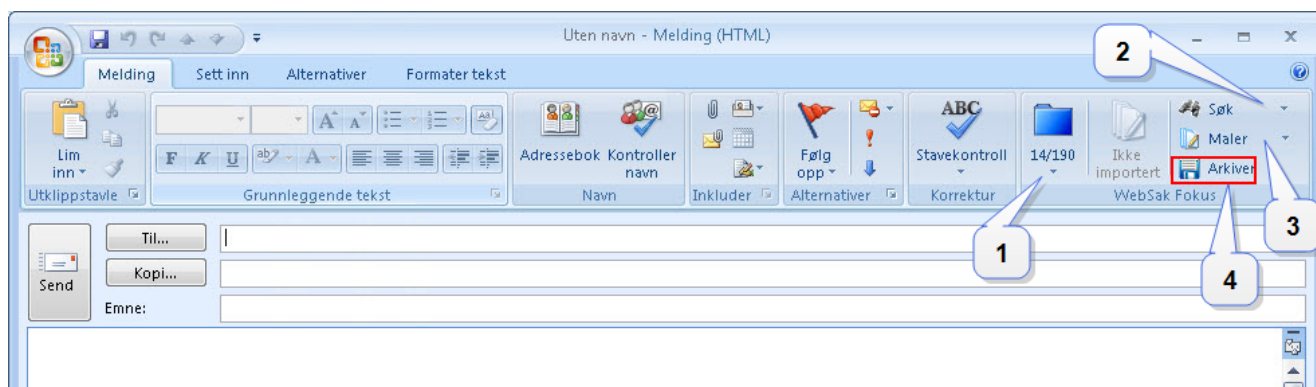 Uten navn - Melding (HTML)
2
Melding Sett inn Alternativer Formater tekst
Lim inn
Utklippstavle
F K U ab A
A A Aa
Grunnleggende tekst
Adressebok
Kontroller navn
Navn
Inkluder
Følg opp
Alternativer
ABC
Stavekontroll
Korrektur
14/190
Ikke importert
Søk
Maler
Arkiver
WebSak Fokus
3
1
4
Send
Til...
Kopi...
Emne: